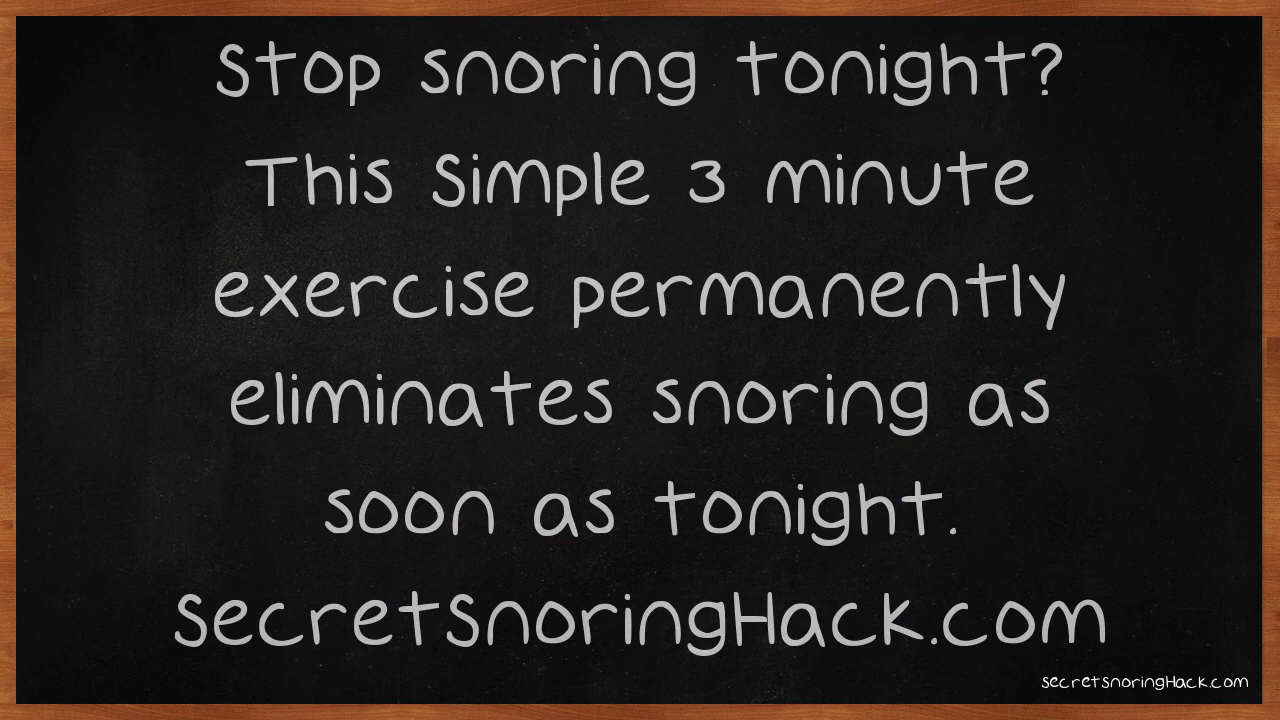 Stop snoring tonight?
This Simple 3 minute
exercise permanently
eliminates snoring as
soon as tonight.
SecretSnoringHack.com
secretsnoringHack.com